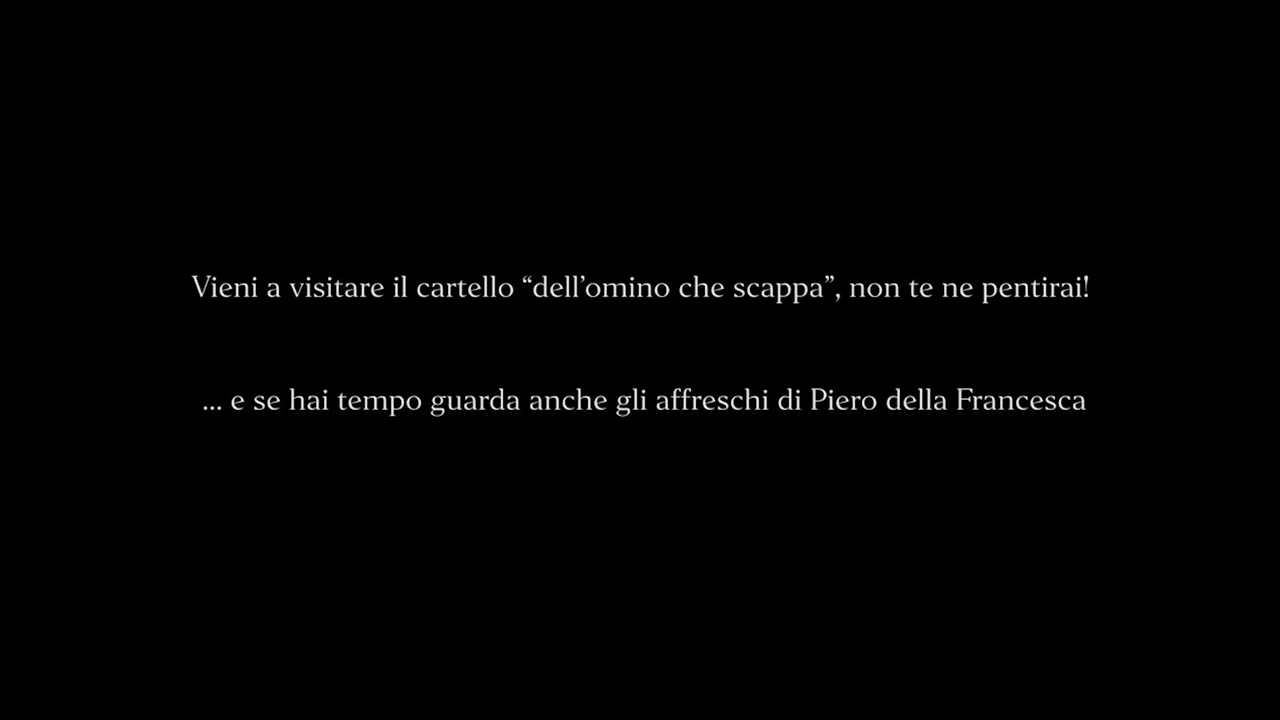 Vieni a visitare il cartello “dell’omino che scappa”, non te ne pentirai!
... e se hai tempo guarda anche gli affreschi di Piero della Francesca